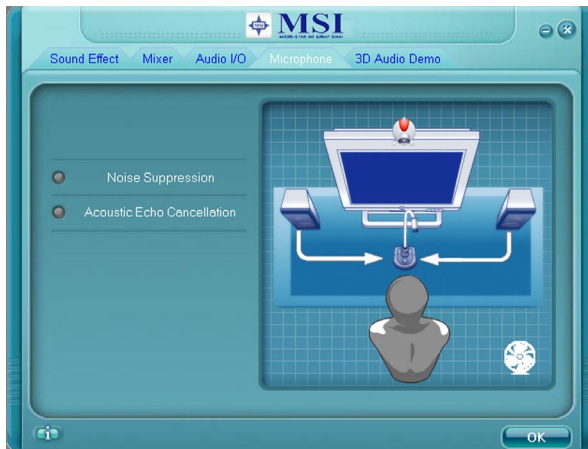 MSI
Sound Effect
Mixer
Audio I/O
Microphone
3D Audio Demo
Noise Suppression
Acoustic Echo Cancellation
i
OK